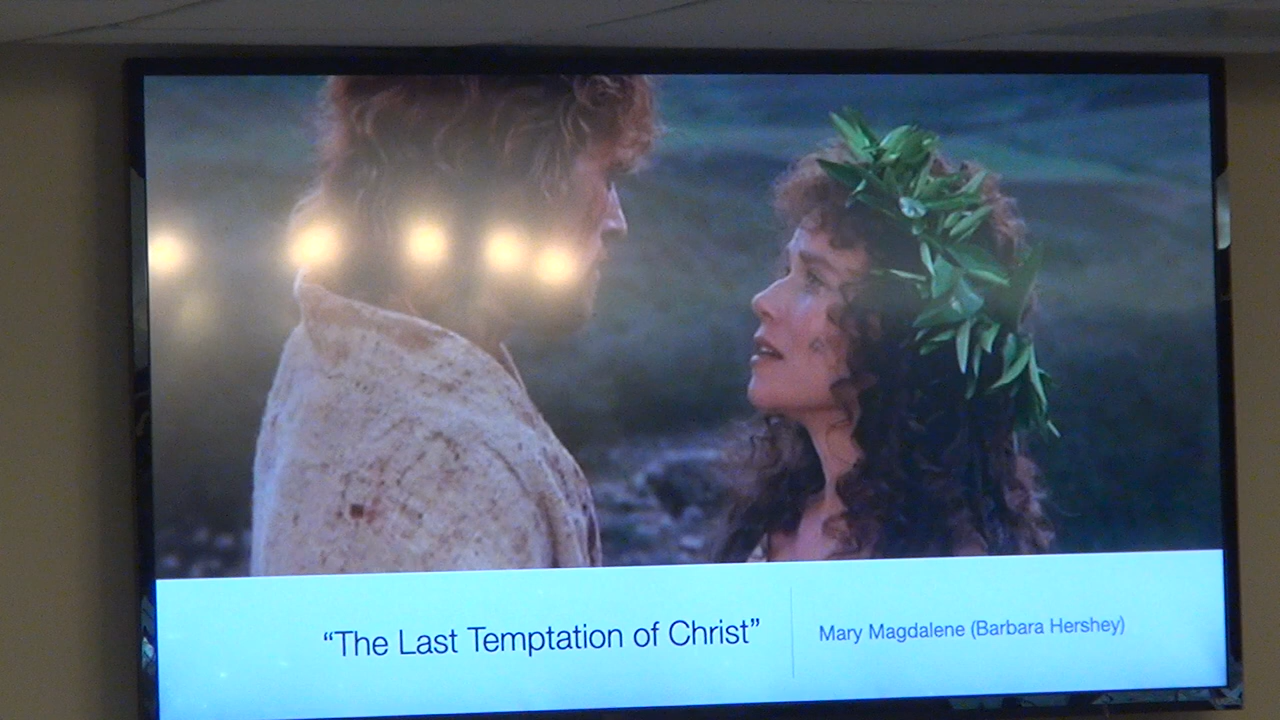 “The Last Temptation of Christ”
Mary Magdalene (Barbara Hershey)